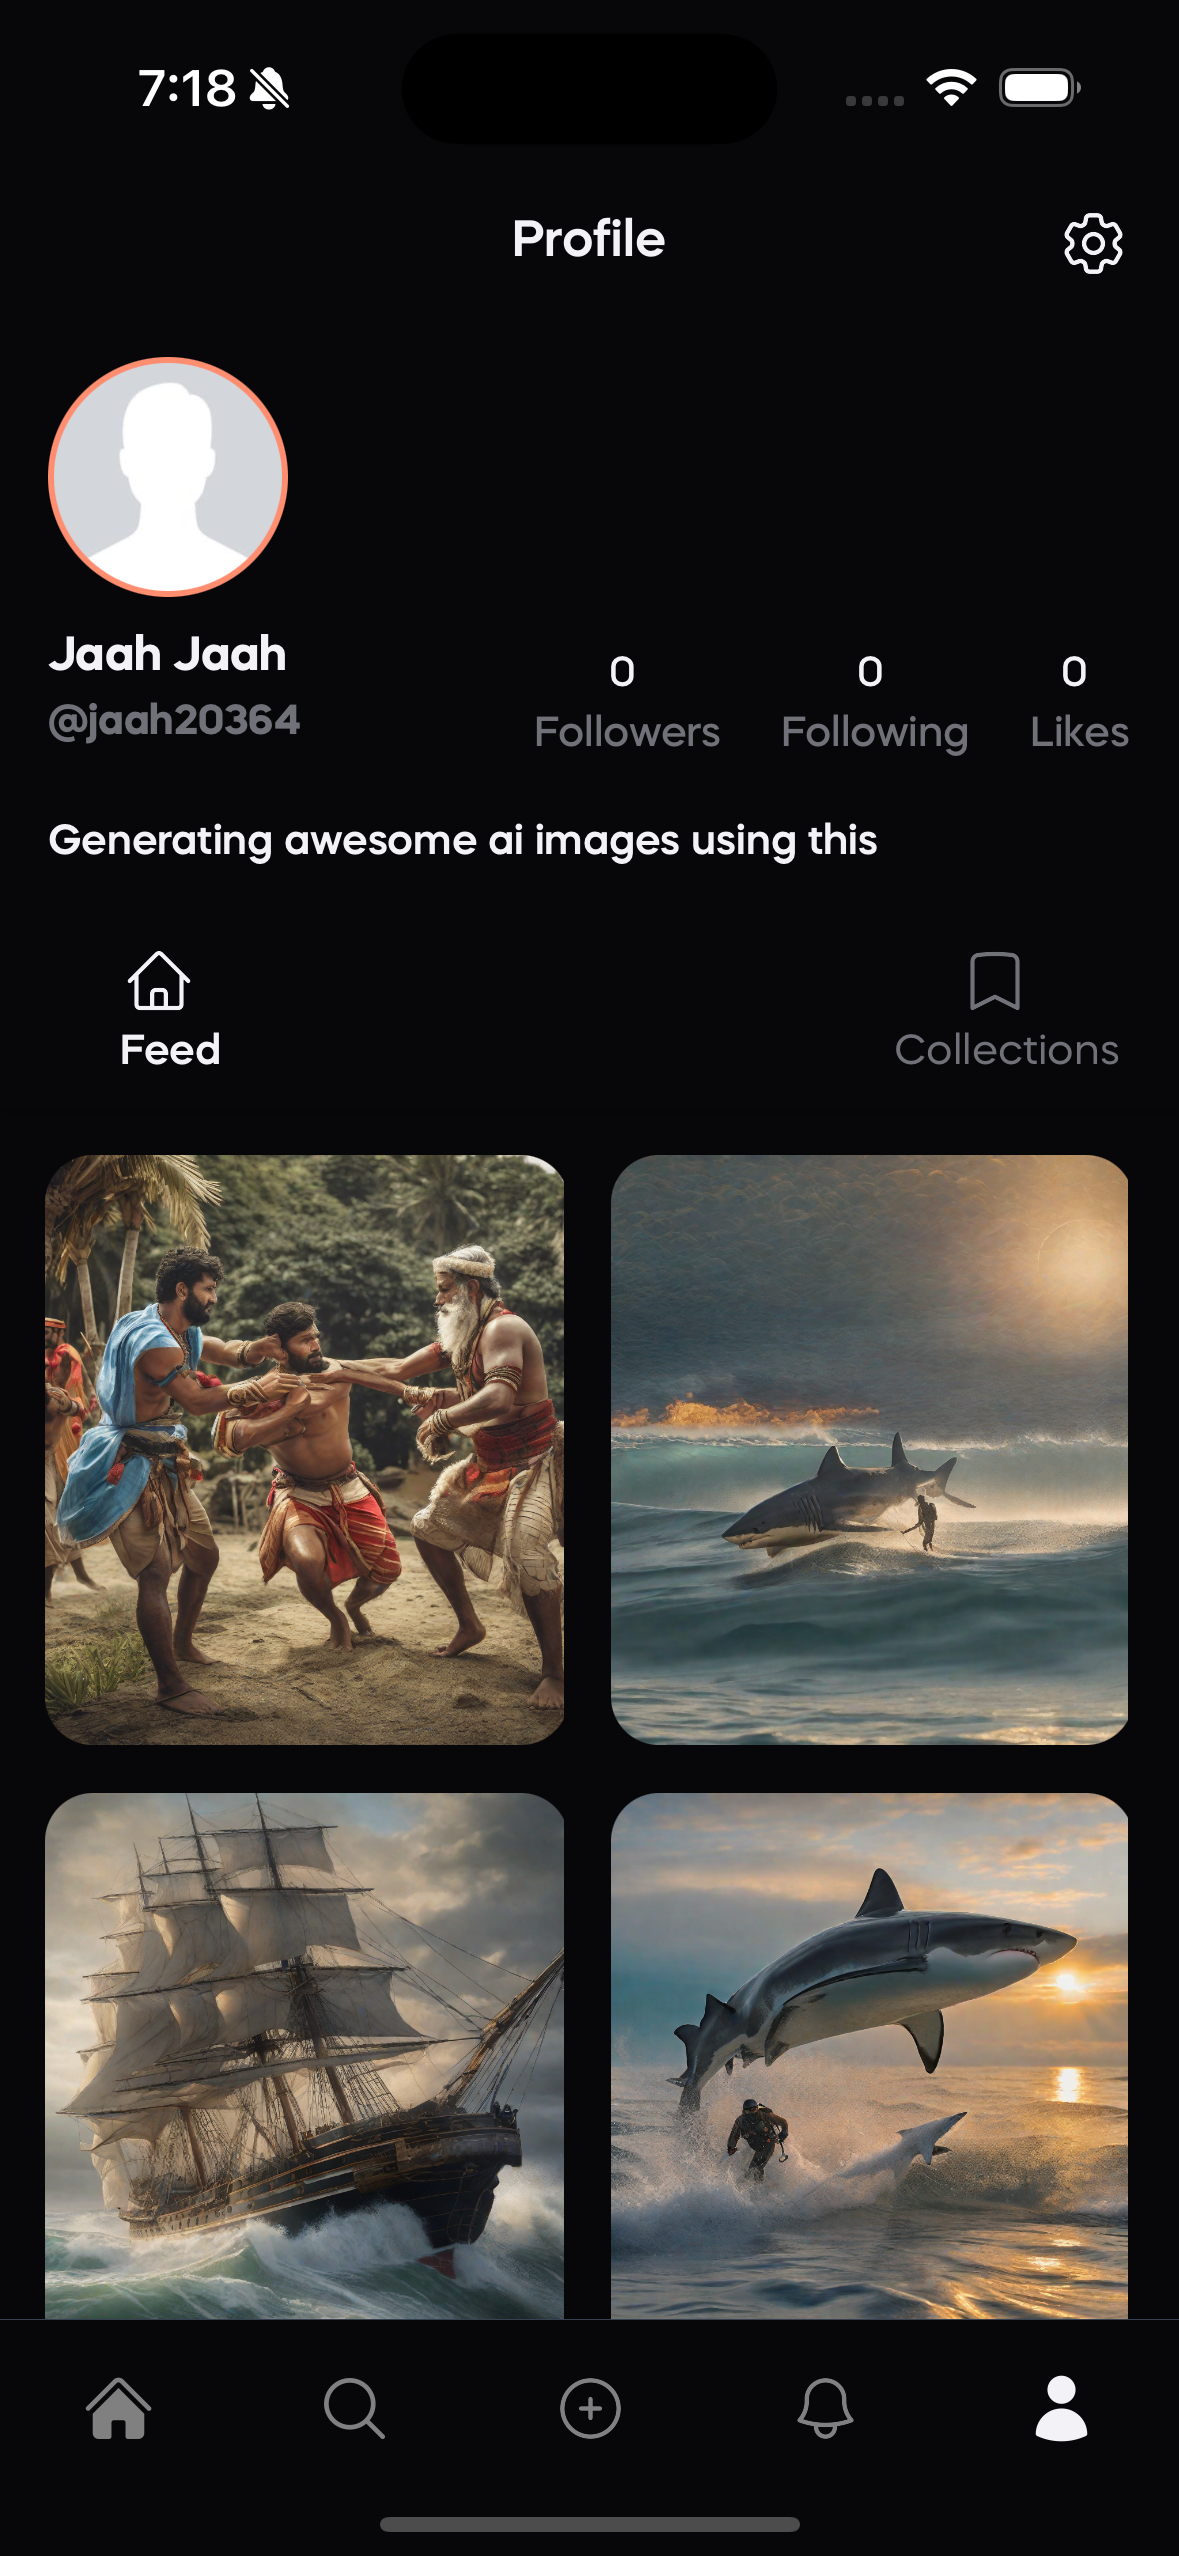 7:18
Profile
Jaah Jaah
@jaah20364
0 0 0
Followers Following Likes
Generating awesome ai images using this
Feed Collections